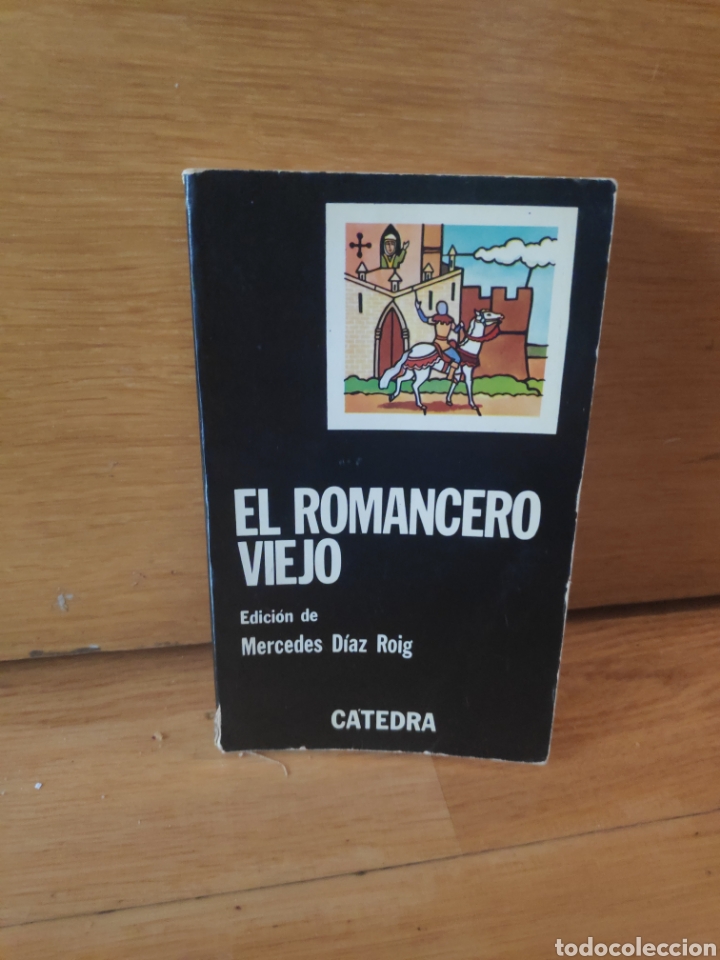 EL ROMANCERO
VIEJO
Edición de
Mercedes Díaz Roig
CATEDRA
todocoleccion